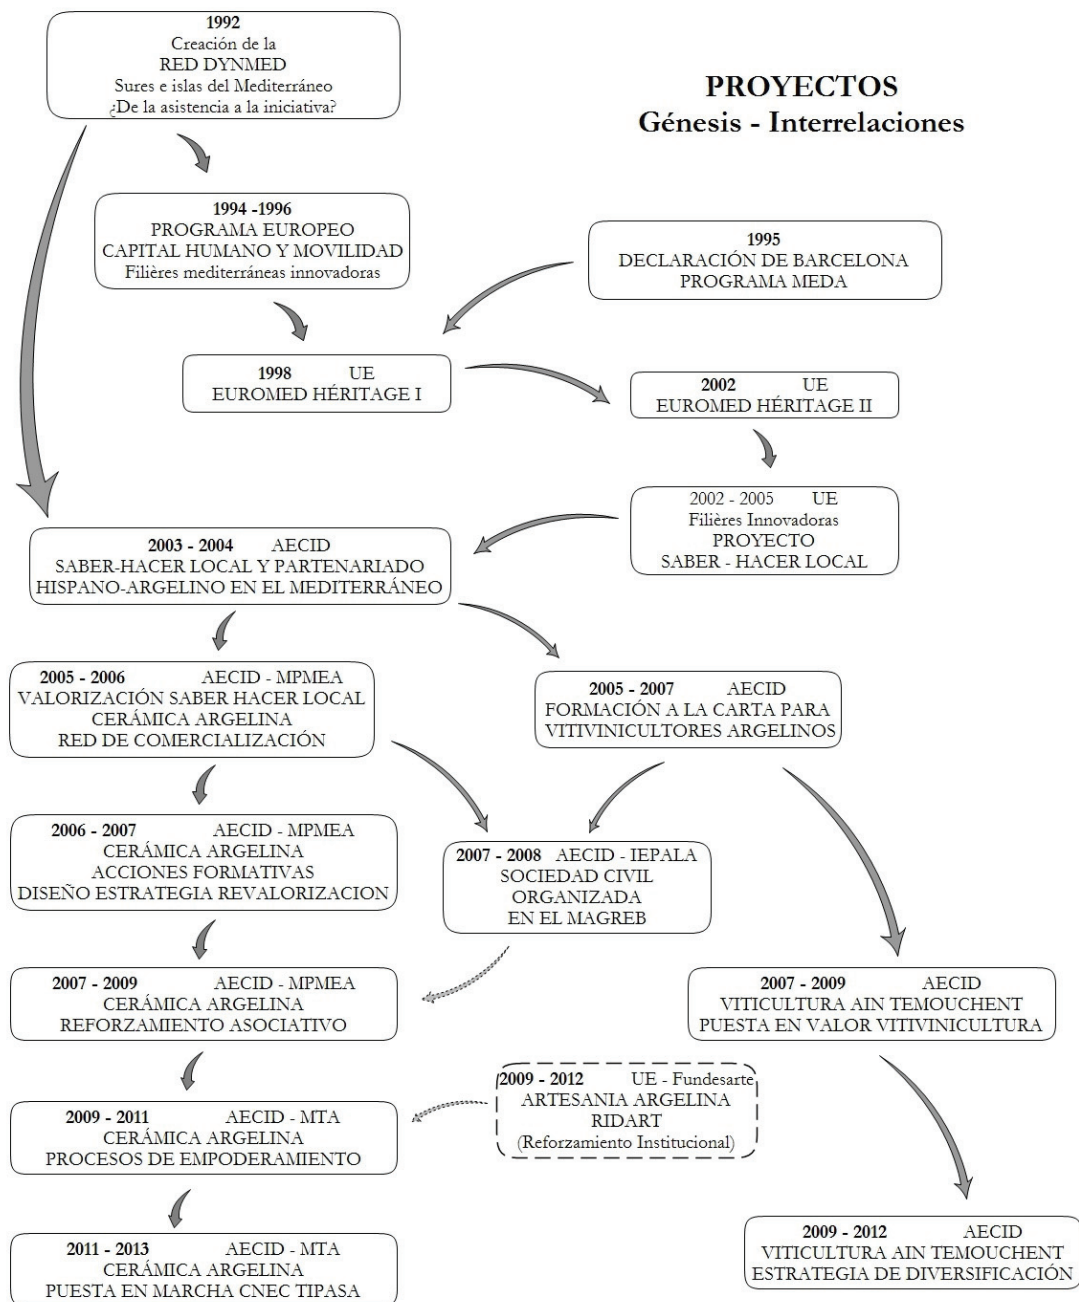 1992
Creación de la
RED DYNMED
Sures e islas del Mediterráneo
¿De la asistencia a la iniciativa?
PROYECTOS
Génesis - Interrelaciones
1994 -1996
PROGRAMA EUROPEO
CAPITAL HUMANO Y MOVILIDAD
Filières mediterráneas innovadoras
1995
DECLARACIÓN DE BARCELONA
PROGRAMA MEDA
1998 UE
EUROMED HÉRITAGE I
2002 UE
EUROMED HÉRITAGE II
2002 - 2005 UE
Filières Innovadoras
PROYECTO
SABER - HACER LOCAL
2003 - 2004 AECID
SABER-HACER LOCAL Y PARTENARIADO
HISPANO-ARGELINO EN EL MEDITERRÁNEO
2005 - 2006 AECID - MPMEA
VALORIZACIÓN SABER HACER LOCAL
CERÁMICA ARGELINA
RED DE COMERCIALIZACIÓN
2005 - 2007 AECID
FORMACIÓN A LA CARTA PARA
VITIVINICULTORES ARGELINOS
2006 - 2007 AECID - MPMEA
CERÁMICA ARGELINA
ACCIONES FORMATIVAS
DISEÑO ESTRATEGIA REVALORIZACION
2007 - 2008 AECID - IEPALA
SOCIEDAD CIVIL
ORGANIZADA
EN EL MAGREB
2007 - 2009 AECID - MPMEA
CERÁMICA ARGELINA
REFORZAMIENTO ASOCIATIVO
2007 - 2009 AECID
VITICULTURA AIN TEMOUCHENT
PUESTA EN VALOR VITIVINICULTURA
2009 - 2012 UE - Fundesarte
ARTESANIA ARGELINA
RIDART
(Reforzamiento Institucional)
2009 - 2011 AECID - MTA
CERÁMICA ARGELINA
PROCESOS DE EMPODERAMIENTO
2011 - 2013 AECID - MTA
CERÁMICA ARGELINA
PUESTA EN MARCHA CNEC TIPASA
2009 - 2012 AECID
VITICULTURA AIN TEMOUCHENT
ESTRATEGIA DE DIVERSIFICACIÓN